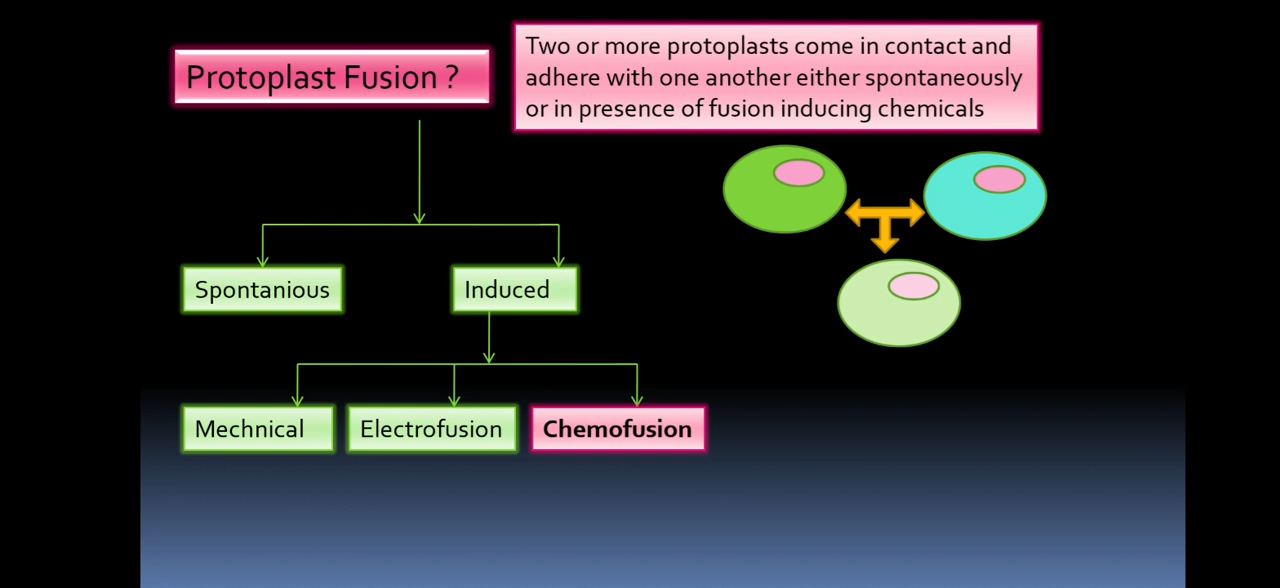 Protoplast Fusion ?
Two or more protoplasts come in contact and
adhere with one another either spontaneously
or in presence of fusion inducing chemicals
Spontanious
Induced
Mechnical
Electrofusion
Chemofusion